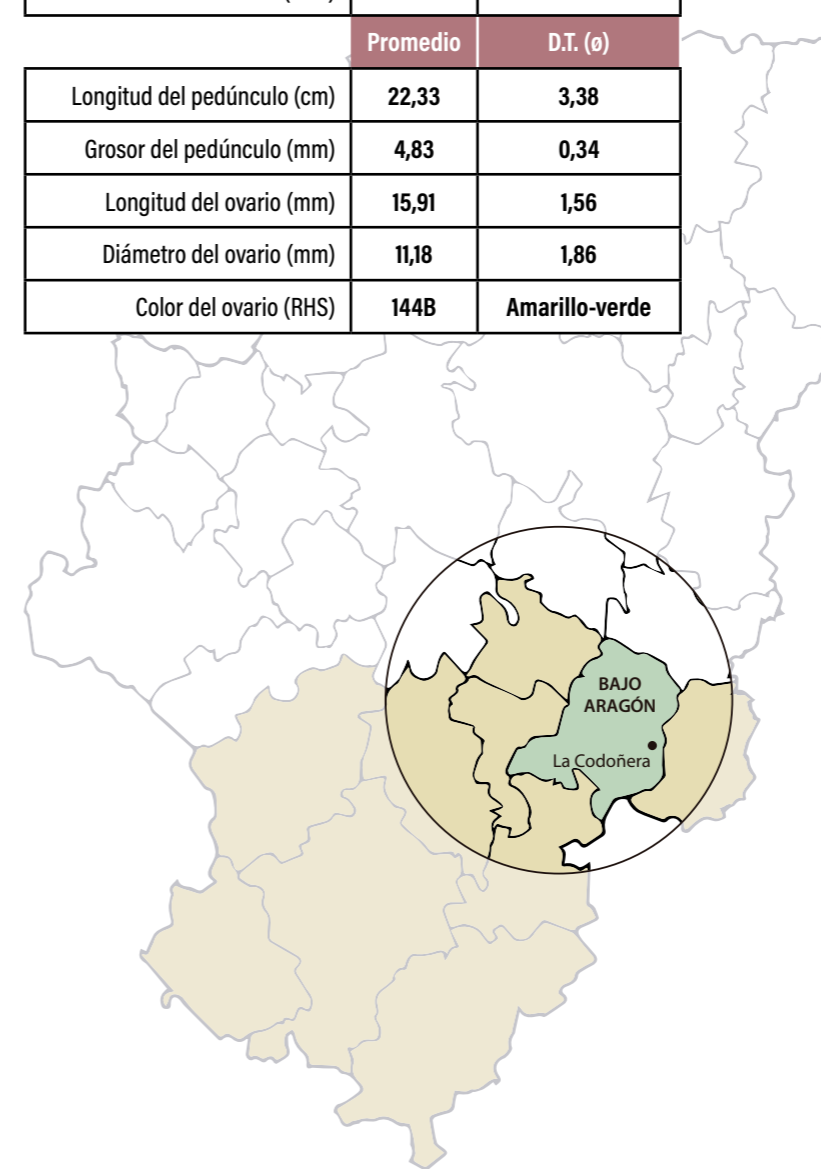 Promedio D.T. (ø)
Longitud del pedúnculo (cm) 22,33 3,38
Grosor del pedúnculo (mm) 4,83 0,34
Longitud del ovario (mm) 15,91 1,56
Diámetro del ovario (mm) 11,18 1,86
Color del ovario (RHS) 144B Amarillo-verde
BAJO
ARAGÓN
La Codoñera